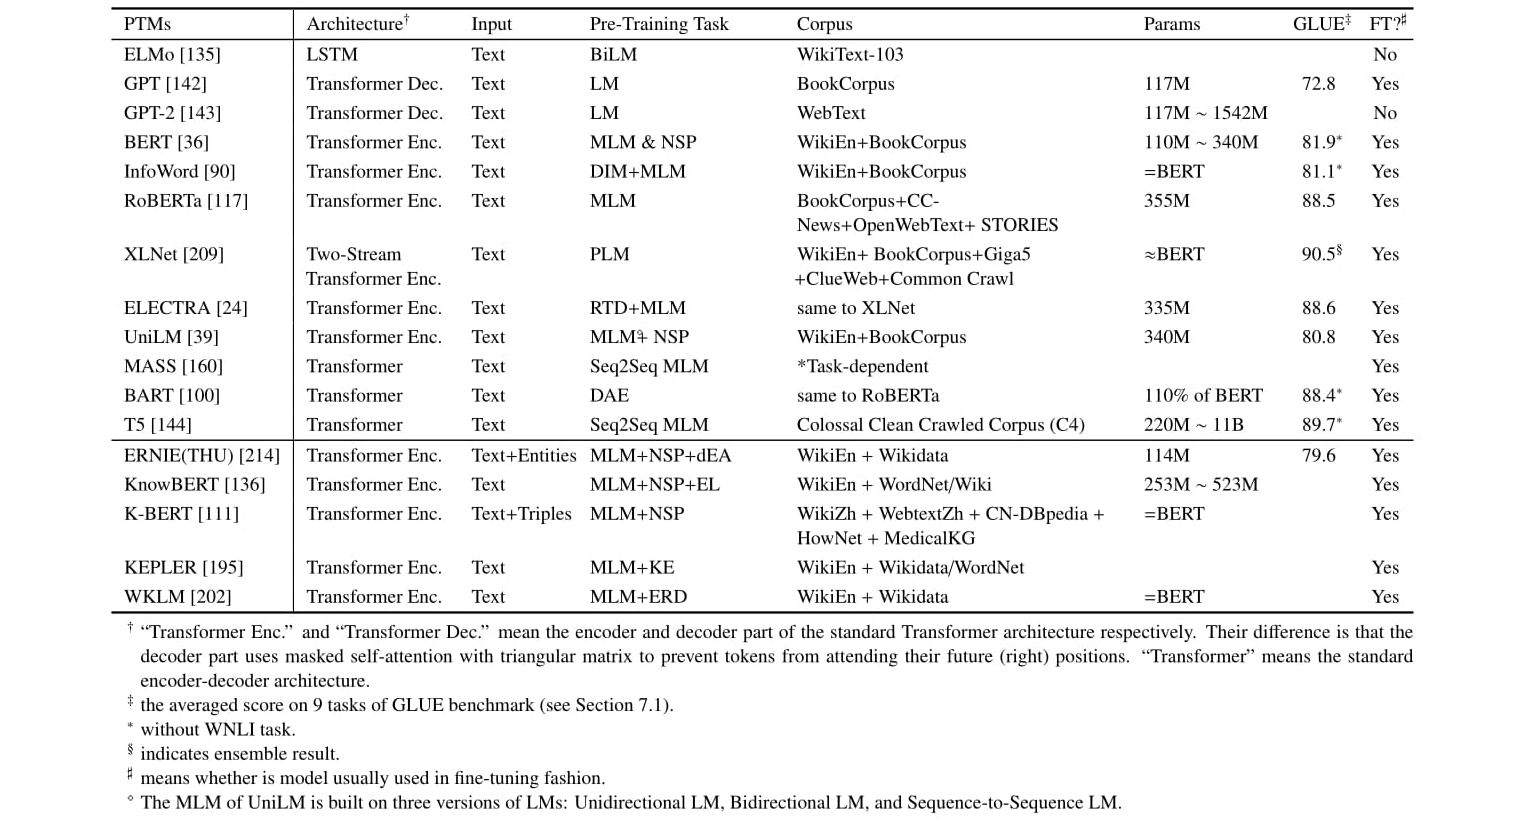 PTMs Architecture† Input Pre-Training Task Corpus Params GLUE‡ FT?♯
ELMo [135] LSTM Text BiLM WikiText-103 No
GPT [142] Transformer Dec. Text LM BookCorpus 117M 72.8 Yes
GPT-2 [143] Transformer Dec. Text LM WebText 117M ~ 1542M No
BERT [36] Transformer Enc. Text MLM & NSP WikiEn+BookCorpus 110M ~ 340M 81.9* Yes
InfoWord [90] Transformer Enc. Text DIM+MLM WikiEn+BookCorpus =BERT 81.1* Yes
RoBERTa [117] Transformer Enc. Text MLM BookCorpus+CC- 355M 88.5 Yes
News+OpenWebText+ STORIES
XLNet [209] Two-Stream Text PLM WikiEn+ BookCorpus+Giga5 ≈BERT 90.5§ Yes
Transformer Enc. +ClueWeb+Common Crawl
ELECTRA [24] Transformer Enc. Text RTD+MLM same to XLNet 335M 88.6 Yes
UniLM [39] Transformer Enc. Text MLM⋄+ NSP WikiEn+BookCorpus 340M 80.8 Yes
MASS [160] Transformer Text Seq2Seq MLM *Task-dependent Yes
BART [100] Transformer Text DAE same to RoBERTa 110% of BERT 88.4* Yes
T5 [144] Transformer Text Seq2Seq MLM Colossal Clean Crawled Corpus (C4) 220M ~ 11B 89.7* Yes
ERNIE(THU) [214] Transformer Enc. Text+Entities MLM+NSP+dEA WikiEn + Wikidata 114M 79.6 Yes
KnowBERT [136] Transformer Enc. Text MLM+NSP+EL WikiEn + WordNet/Wiki 253M ~ 523M Yes
K-BERT [111] Transformer Enc. Text+Triples MLM+NSP WikiZh + WebtextZh + CN-DBpedia + =BERT Yes
HowNet + MedicalKG
KEPLER [195] Transformer Enc. Text MLM+KE WikiEn + Wikidata/WordNet Yes
WKLM [202] Transformer Enc. Text MLM+ERD WikiEn + Wikidata =BERT Yes
† “Transformer Enc.” and “Transformer Dec.” mean the encoder and decoder part of the standard Transformer architecture respectively. Their difference is that the
decoder part uses masked self-attention with triangular matrix to prevent tokens from attending their future (right) positions. “Transformer” means the standard
encoder-decoder architecture.
‡ the averaged score on 9 tasks of GLUE benchmark (see Section 7.1).
* without WNLI task.
§ indicates ensemble result.
♯ means whether is model usually used in fine-tuning fashion.
⋄ The MLM of UniLM is built on three versions of LMs: Unidirectional LM, Bidirectional LM, and Sequence-to-Sequence LM.